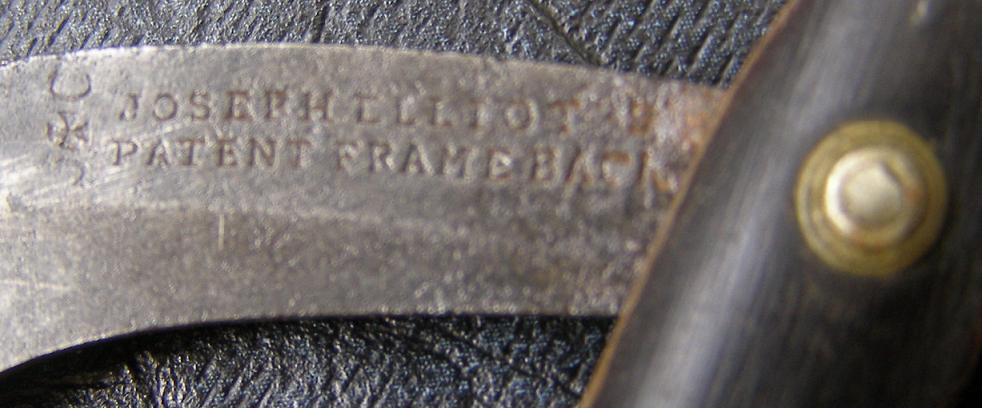 JOSEPH ELLIOT'S
PATENT FRAME BACK
C